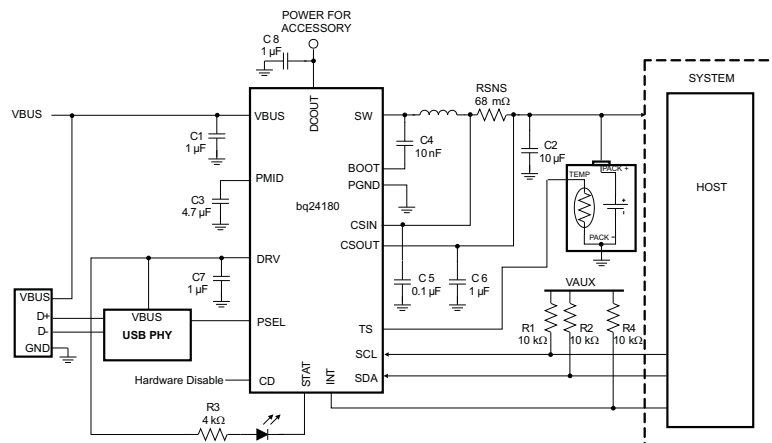 POWER FOR
ACCESSORY
C 8
1 µF
SYSTEM
RSNS
68 mΩ
VBUS
VBUS
DCOUT
SW
C1
1 µF
C4
10 nF
C2
10 µF
BOOT
PACK +
TEMP
HOST
PMID
PGND
C3
4.7 µF
bq24180
+
-
CSIN
PACK –
CSOUT
DRV
C7
1 µF
C 5
0.1 µF
C 6
1 µF
VAUX
VBUS
D+
D-
GND
VBUS
USB PHY
PSEL
TS
R1
10 kΩ
R2
10 kΩ
R4
10 kΩ
SCL
SDA
Hardware Disable
CD
STAT
INT
R3
4 kΩ